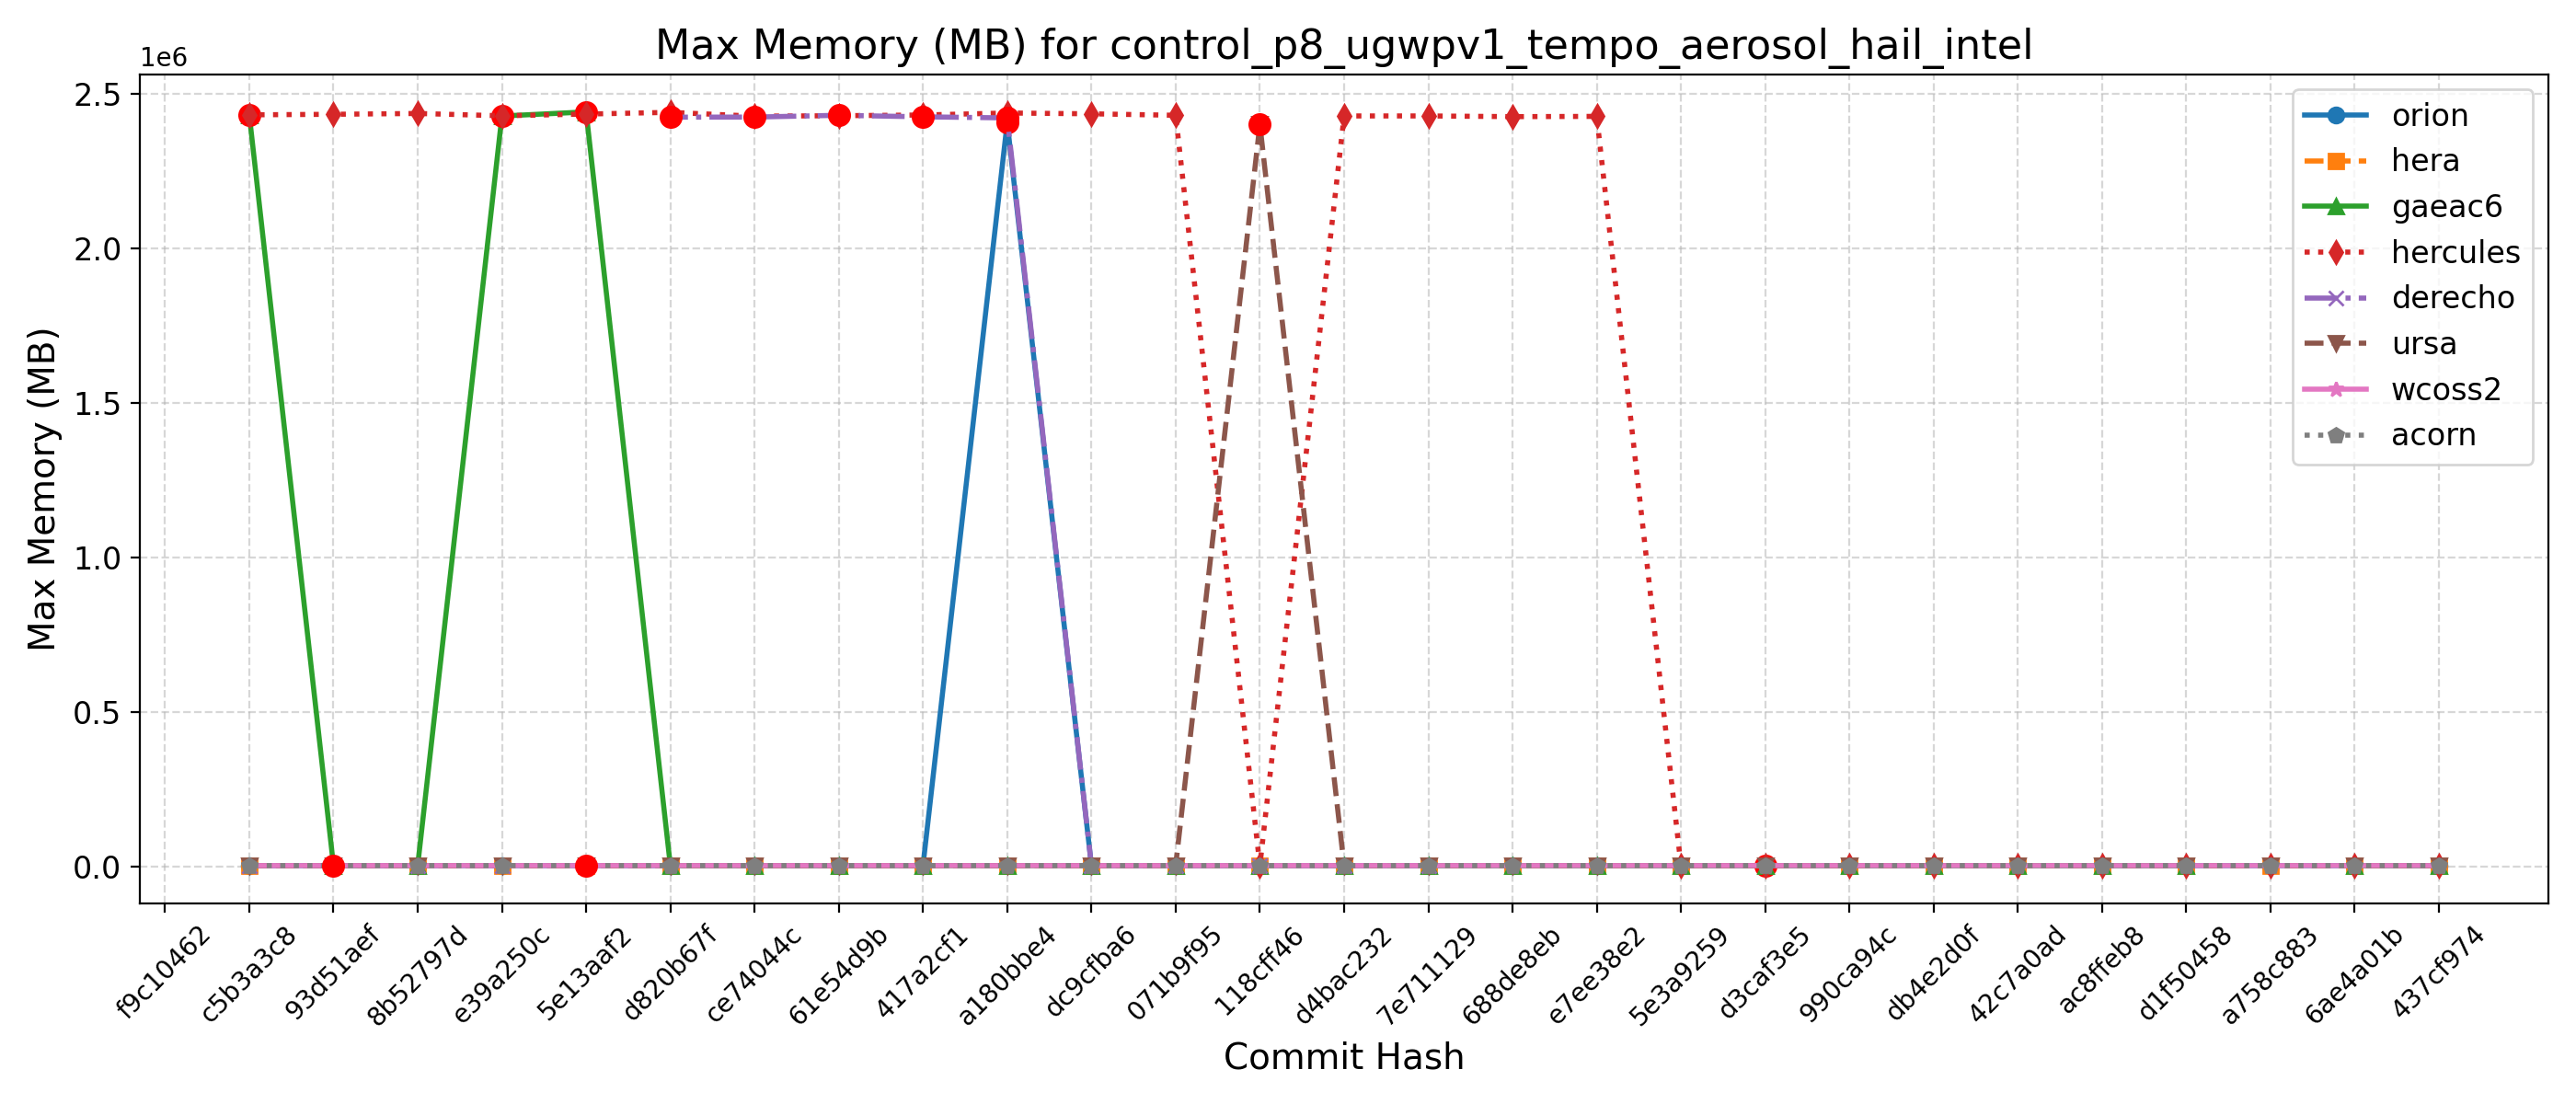 Max Memory (MB) for control_p8_ugwpv1_tempo_aerosol_hail_intel
1e6
2.5
2.0
1.5
1.0
0.5
0.0
Max Memory (MB)
orion
hera
gaeac6
hercules
derecho
ursa
wcoss2
acorn
f9c10462
c5b3a3c8
93d51aef
8b52797d
e39a250c
5e13aaf2
d820b67f
ce74044c
61e54d9b
417a2cf1
a180bbe4
dc9cfba6
071b9f95
118cff46
d4bac232
7e711129
688de8eb
e7ee38e2
5e3a9259
d3caf3e5
990ca94c
db4e2d0f
42c7a0ad
ac8ffeb8
d1f50458
a758c883
6ae4a01b
437cf974
Commit Hash